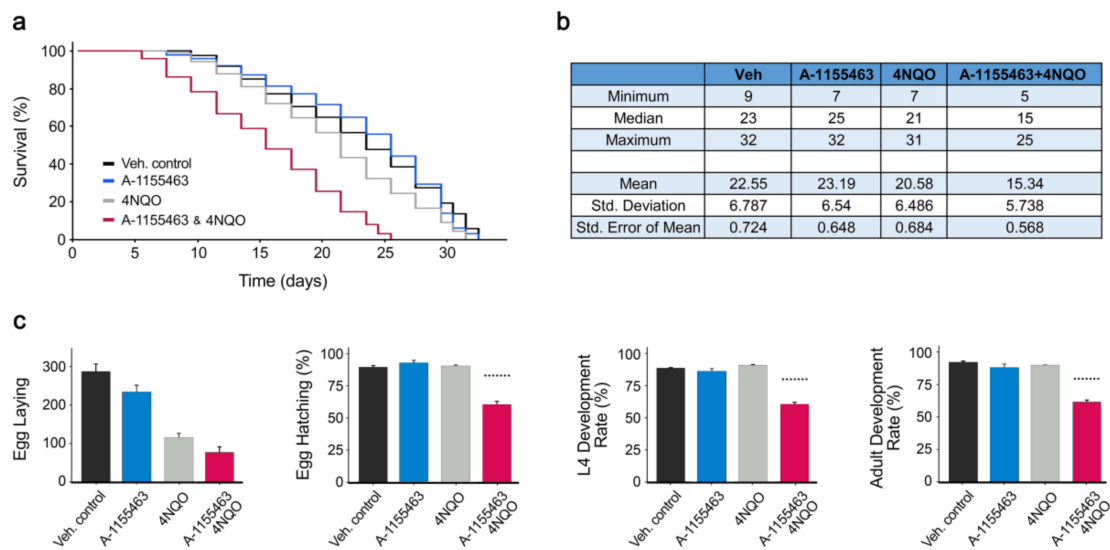 a
100
80
60
40
20
0
Survival (%)
Veh. control
A-1155463
4NQO
A-1155463 & 4NQO
0 5 10 15 20 25 30
Time (days)
b
Veh A-1155463 4NQO A-1155463+4NQO
Minimum 9 7 7 5
Median 23 25 21 15
Maximum 32 32 31 25
Mean 22.55 23.19 20.58 15.34
Std. Deviation 6.787 6.54 6.486 5.738
Std. Error of Mean 0.724 0.648 0.684 0.568
c
Egg Laying
300
200
100
0
Veh. control
A-1155463
4NQO
A-1155463
4NQO
Egg Hatching (%)
100
75
50
25
0
Veh. control
A-1155463
4NQO
A-1155463
4NQO
L4 Development
Rate (%)
100
75
50
25
0
Veh. control
A-1155463
4NQO
A-1155463
4NQO
Adult Development
Rate (%)
100
75
50
25
0
Veh. control
A-1155463
4NQO
A-1155463
4NQO